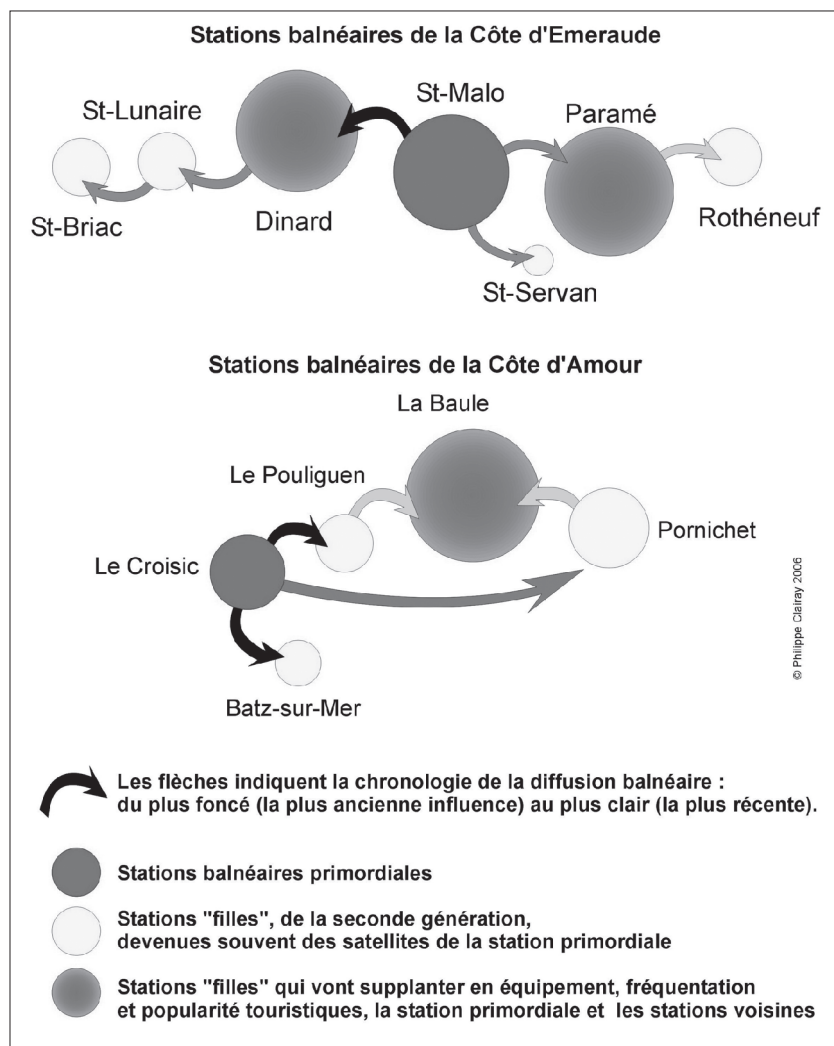 Stations balnéaires de la Côte d'Emeraude
St-Malo
St-Lunaire
Paramé
St-Briac
Dinard
Rothéneuf
St-Servan
Stations balnéaires de la Côte d'Amour
La Baule
Le Pouliguen
Pornichet
Le Croisic
Batz-sur-Mer
© Philippe Clairay 2006
Les flèches indiquent la chronologie de la diffusion balnéaire :
du plus foncé (la plus ancienne influence) au plus clair (la plus récente).
Stations balnéaires primordiales
Stations "filles", de la seconde génération,
devenues souvent des satellites de la station primordiale
Stations "filles" qui vont supplanter en équipement, fréquentation
et popularité touristiques, la station primordiale et les stations voisines